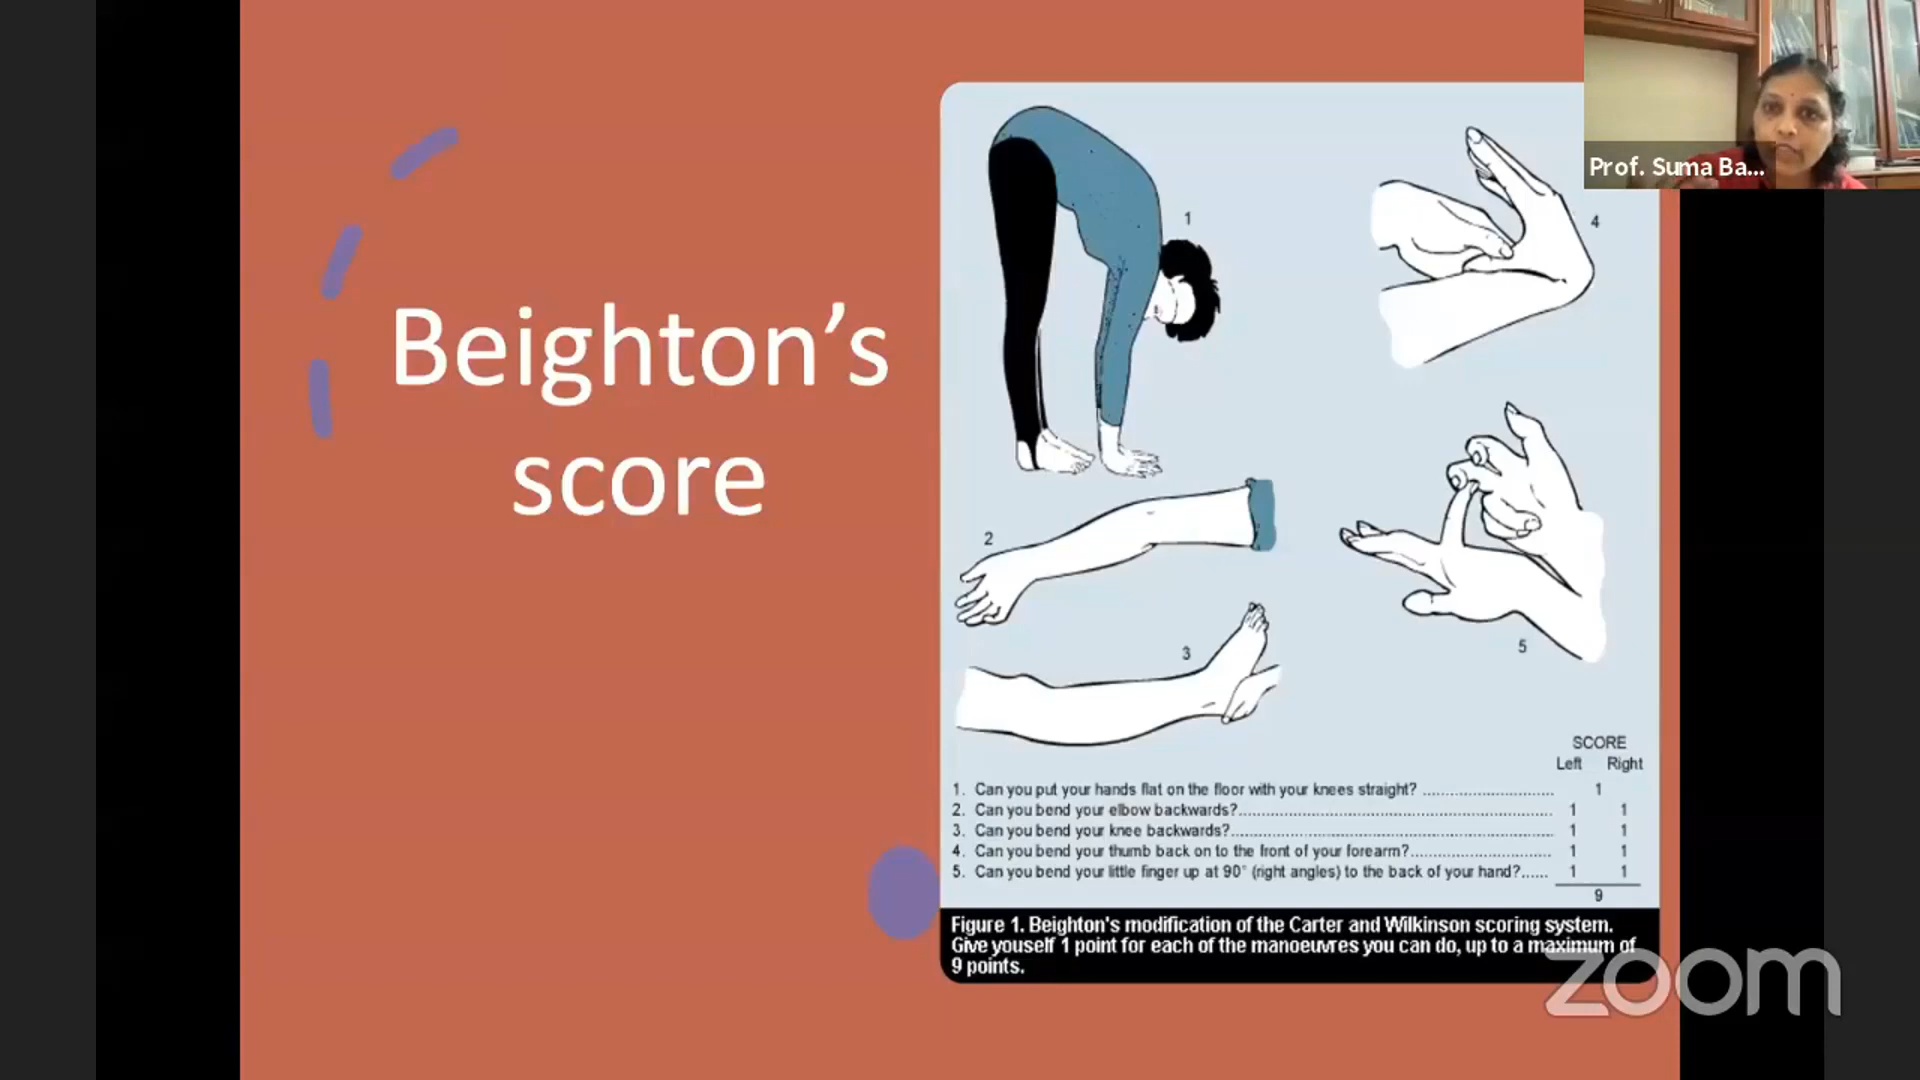 Beighton’s
score
Prof. Suma Ba...
1
4
2
3
5
SCORE
Left Right
1. Can you put your hands flat on the floor with your knees straight? ........................... 1
2. Can you bend your elbow backwards?................................................................ 1 1
3. Can you bend your knee backwards?................................................................. 1 1
4. Can you bend your thumb back on to the front of your forearm?............................ 1 1
5. Can you bend your little finger up at 90° (right angles) to the back of your hand?...... 1 1
9
Figure 1. Beighton's modification of the Carter and Wilkinson scoring system.
Give youself 1 point for each of the manoeuvres you can do, up to a maximum of
9 points.
zoom